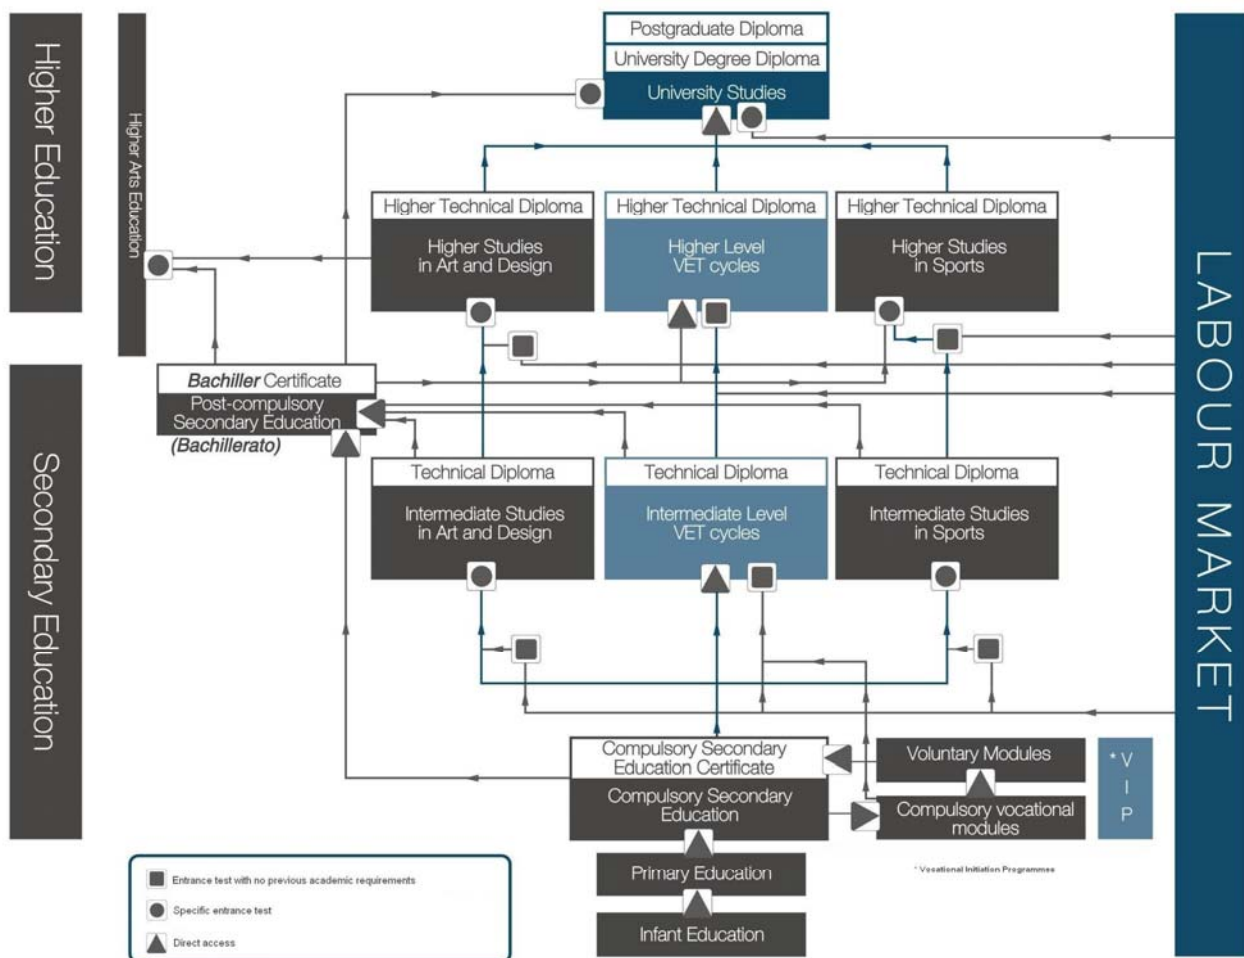 Higher Education
Secondary Education
Higher Arts Education
Postgraduate Diploma
University Degree Diploma
University Studies
Higher Technical Diploma
Higher Studies
in Art and Design
Higher Technical Diploma
Higher Level
VET cycles
Higher Technical Diploma
Higher Studies
in Sports
Bachiller Certificate
Post-compulsory
Secondary Education
(Bachillerato)
Technical Diploma
Intermediate Studies
in Art and Design
Technical Diploma
Intermediate Level
VET cycles
Technical Diploma
Intermediate Studies
in Sports
Compulsory Secondary
Education Certificate
Compulsory Secondary
Education
Primary Education
Infant Education
Voluntary Modules
Compulsory vocational
modules
* V
I
P
* Vocational Initiation Programmes
LABOUR MARKET
Entrance test with no previous academic requirements
Specific entrance test
Direct access